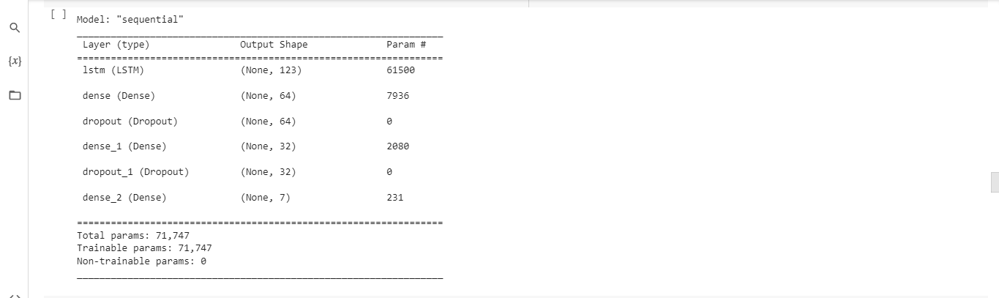 [ ] Model: "sequential"
Layer (type) Output Shape Param #
=================================================================
lstm (LSTM) (None, 123) 61500
dense (Dense) (None, 64) 7936
dropout (Dropout) (None, 64) 0
dense_1 (Dense) (None, 32) 2080
dropout_1 (Dropout) (None, 32) 0
dense_2 (Dense) (None, 7) 231
=================================================================
Total params: 71,747
Trainable params: 71,747
Non-trainable params: 0
{x}